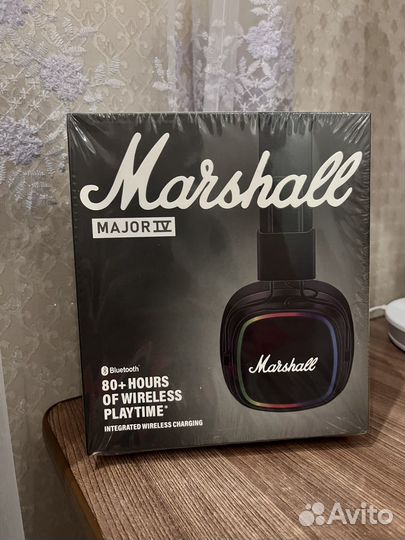 Marshall
MAJOR IV
Bluetooth
80+ HOURS
OF WIRELESS
PLAYTIME*
INTEGRATED WIRELESS CHARGING
Marshall
Avito